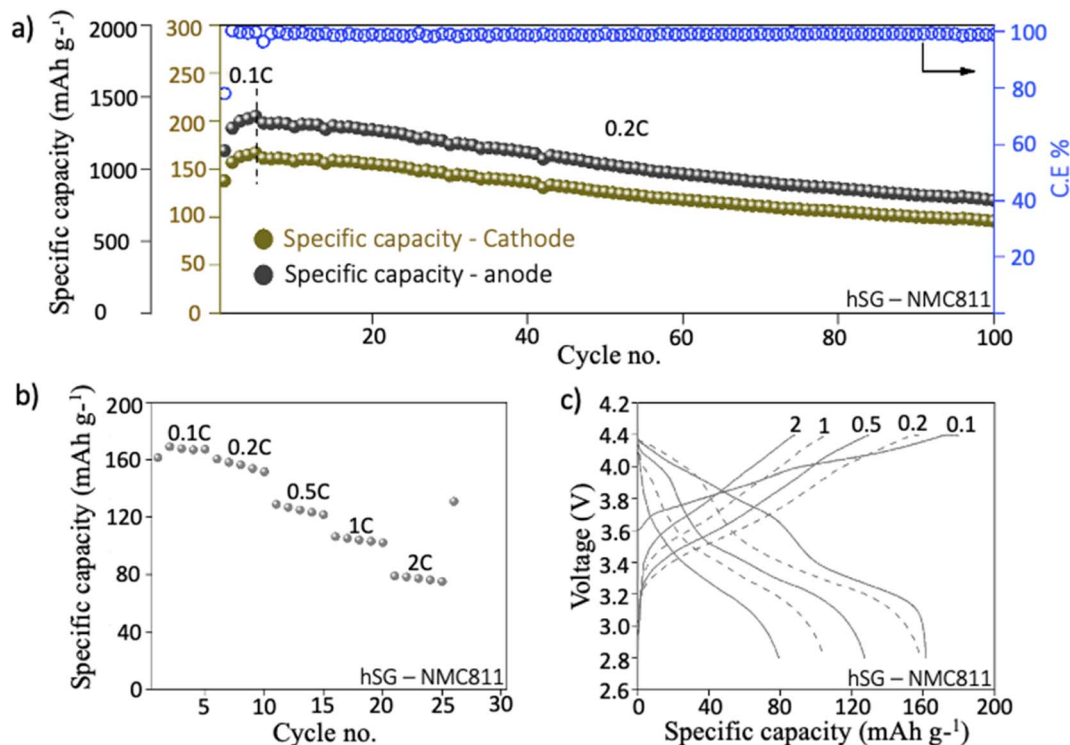 a)
Specific capacity (mAh g-¹)
2000
1500
1000
500
0
300
250
200
150
100
50
0
0.1C
0.2C
Specific capacity - Cathode
Specific capacity - anode
hSG – NMC811
100
80
60
40
20
0
C.E %
20
40
60
80
100
Cycle no.
b)
Specific capacity (mAh g-¹)
200
160
120
80
40
0
0.1C
0.2C
0.5C
1C
2C
hSG – NMC811
5
10
15
20
25
30
Cycle no.
c)
Voltage (V)
4.2
4.4
4.0
3.8
3.6
3.4
3.2
3.0
2.8
2.6
2
1
0.5
0.2
0.1
hSG – NMC811
0
40
80
120
160
200
Specific capacity (mAh g-¹)